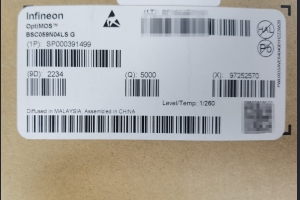 Infineon
OptiMOS™
BSC059N04LS G
(1P) SP000391499
(9D) 2234
(Q) 5000
(X) 97252570
Level/Temp: 1/260
Diffused in MALAYSIA, Assembled in CHINA